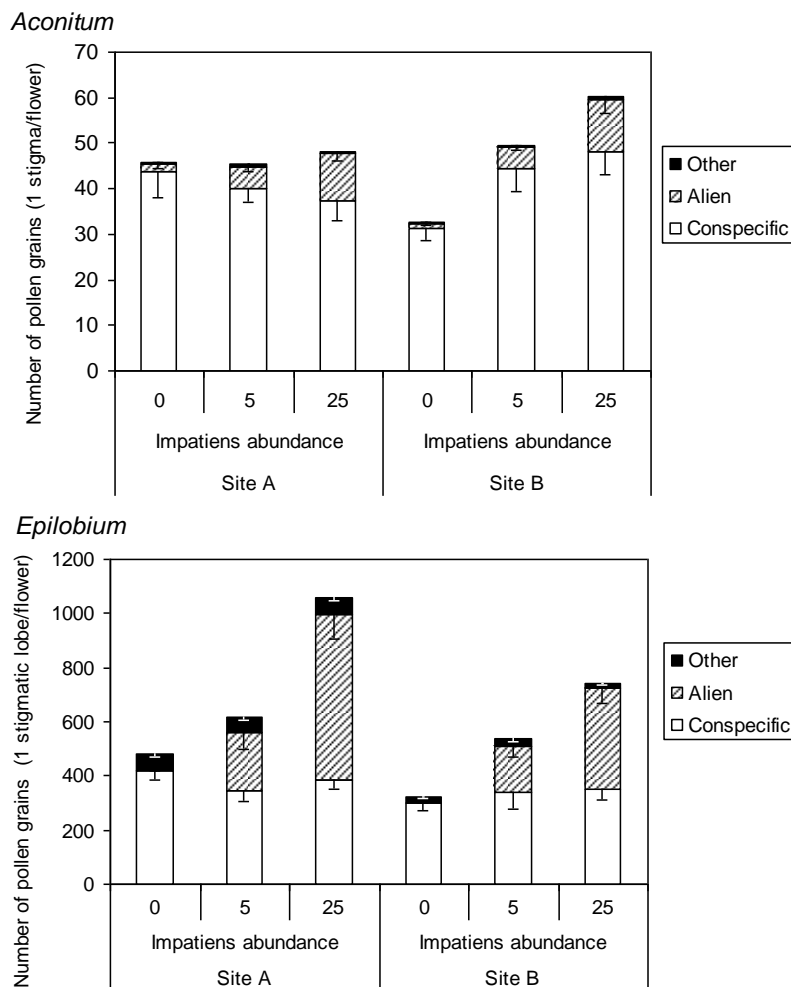 Aconitum
Number of pollen grains (1 stigma/flower)
70
60
50
40
30
20
10
0
0 5 25 0 5 25
Impatiens abundance Impatiens abundance
Site A Site B
Other
Alien
Conspecific
Epilobium
Number of pollen grains (1 stigmatic lobe/flower)
1200
1000
800
600
400
200
0
0 5 25 0 5 25
Impatiens abundance Impatiens abundance
Site A Site B
Other
Alien
Conspecific